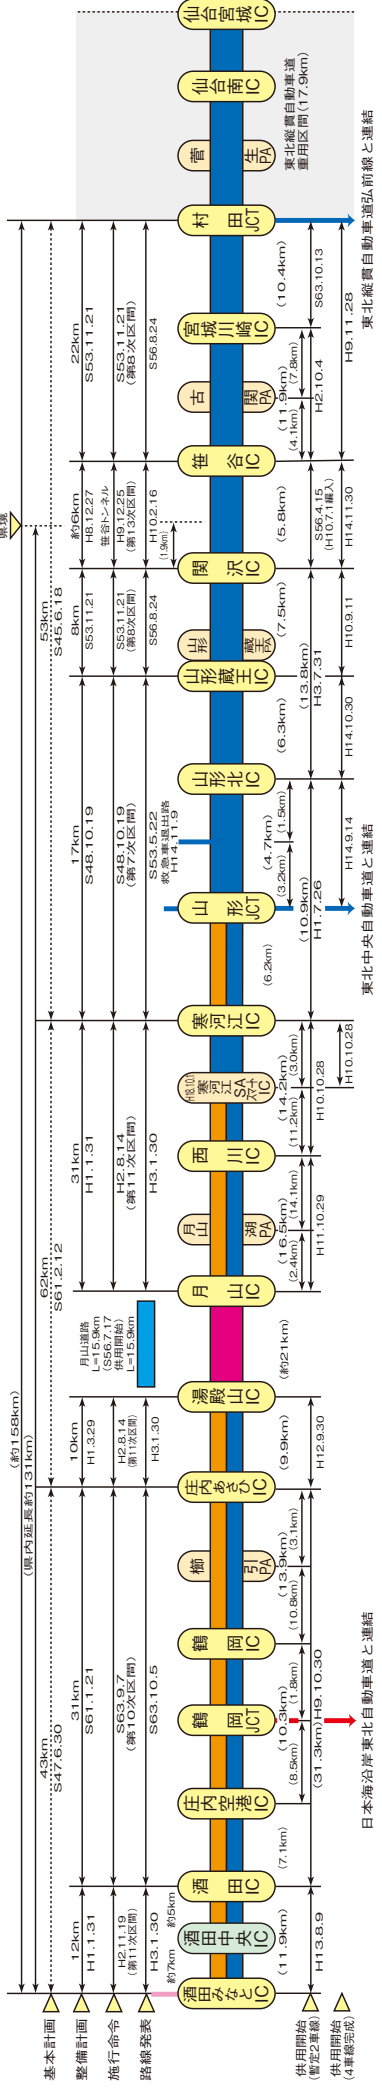 (約158km)
(県内延長約131km)
県境
基本計画
43km
S47.6.30
62km
S61.2.12
53km
S45.6.18
整備計画
12km
H1.1.31
31km
S61.1.21
10km
H1.3.29
31km
H1.1.31
17km
S48.10.19
8km
S53.11.21
約6km
H8.12.27
22km
S53.11.21
施行命令
H2.11.19
(第11次区間)
S63.9.7
(第10次区間)
H2.8.14
(第11次区間)
H2.8.14
(第11次区間)
S48.10.19
(第7次区間)
S53.11.21
(第8次区間)
笹谷トンネル
H9.12.25
(第13次区間)
S53.11.21
(第8次区間)
路線発表
H3.1.30
S63.10.5
H3.1.30
H3.1.30
S53.5.22
S56.8.24
H10.2.16
S56.8.24
(1.9km)
月山道路
L=15.9km
(S56.7.17
供用開始)
L=15.9km
救急車退出路
H14.11.9
約7km
約5km
酒田みなとIC
酒田中央IC
酒田IC
庄内空港IC
鶴岡JCT
鶴岡IC
櫛引PA
庄内あさひIC
湯殿山IC
月山IC
月山湖PA
西川IC
H18.10.1
寒河江SA
スマートIC
寒河江IC
山形JCT
山形北IC
山形蔵王IC
山形蔵王PA
関沢IC
笹谷IC
古関PA
宮城川崎IC
村田JCT
菅生PA
仙台南IC
仙台宮城IC
東北縦貫自動車道
重用区間(17.9km)
(11.9km)
(7.1km)
(8.5km)
(10.3km)
(1.8km)
(10.8km)
(13.9km)
(3.1km)
(9.9km)
(約21km)
(2.4km)
(16.5km)
(14.1km)
(11.2km)
(14.2km)
(3.0km)
(6.2km)
(3.2km)
(4.7km)
(1.5km)
(6.3km)
(7.5km)
(5.8km)
(4.1km)
(11.9km)
(7.8km)
(10.4km)
供用開始
(暫定2車線)
H13.8.9
(31.3km)H9.10.30
H12.9.30
H11.10.29
H10.10.28
(10.9km)
H1.7.26
(13.8km)
H3.7.31
S56.4.15
(H10.7.1編入)
H2.10.4
S63.10.13
供用開始
(4車線完成)
H10.10.28
H14.9.14
H14.10.30
H10.9.11
H14.11.30
H9.11.28
日本海沿岸東北自動車道と連結
東北中央自動車道と連結
東北縦貫自動車道弘前線と連結